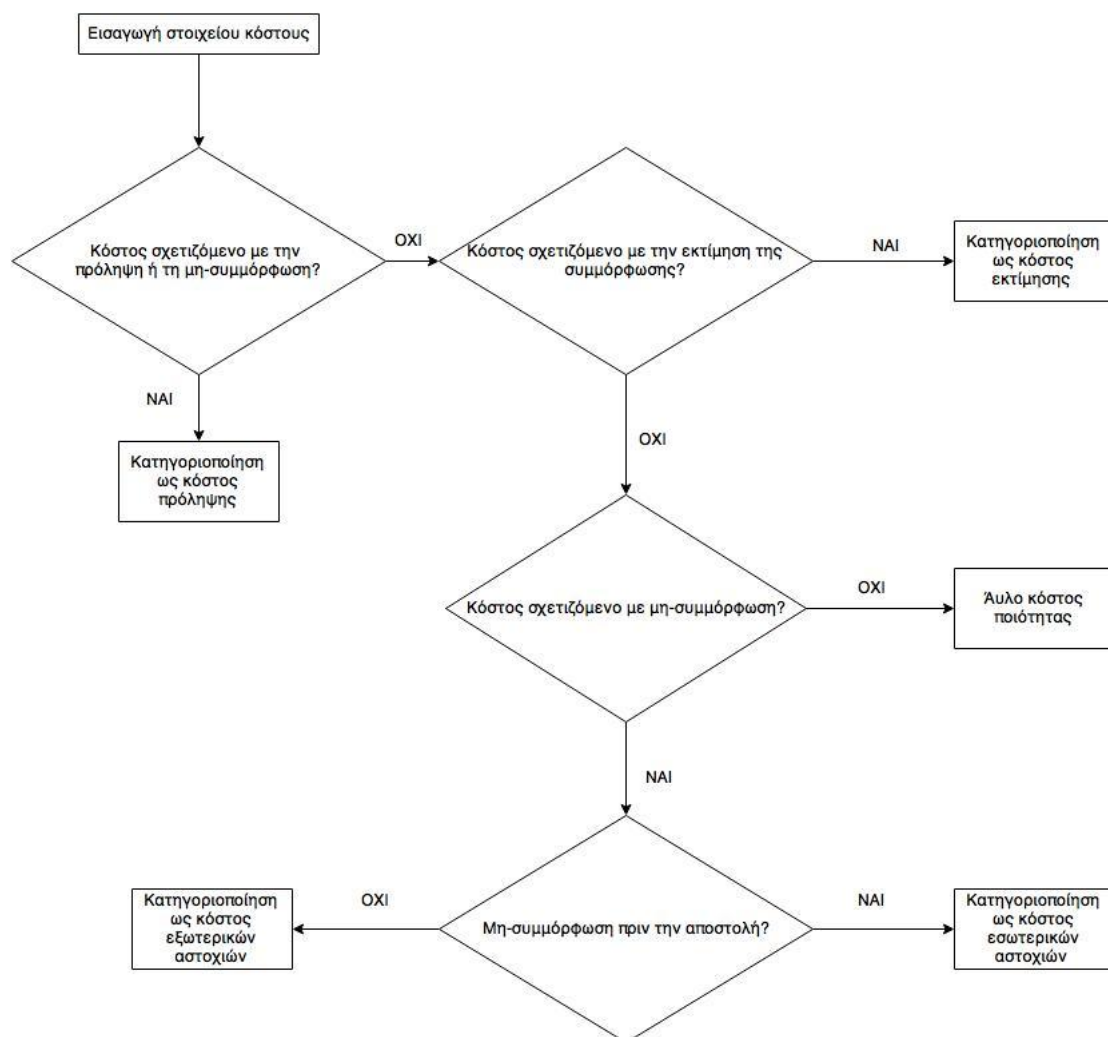 Εισαγωγή στοιχείου κόστους
Κόστος σχετιζόμενο με την
πρόληψη ή τη μη-συμμόρφωση?
ΟΧΙ
Κόστος σχετιζόμενο με την εκτίμηση της
συμμόρφωσης?
ΝΑΙ
Κατηγοριοποίηση
ως κόστος
εκτίμησης
ΝΑΙ
Κατηγοριοποίηση
ως κόστος
πρόληψης
ΟΧΙ
Κόστος σχετιζόμενο με μη-συμμόρφωση?
ΟΧΙ
Άυλο κόστος
ποιότητας
ΝΑΙ
Μη-συμμόρφωση πριν την αποστολή?
ΟΧΙ
Κατηγοριοποίηση
ως κόστος
εξωτερικών
αστοχιών
ΝΑΙ
Κατηγοριοποίηση
ως κόστος
εσωτερικών
αστοχιών